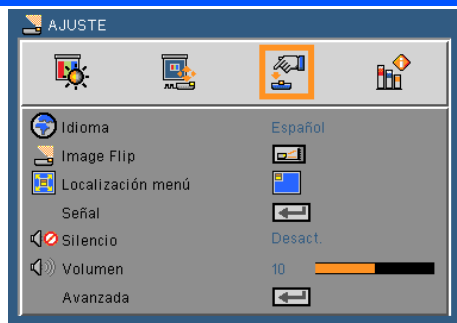 AJUSTE
Idioma Español
Image Flip
Localización menú
Señal
Silencio Desact.
Volumen 10
Avanzada